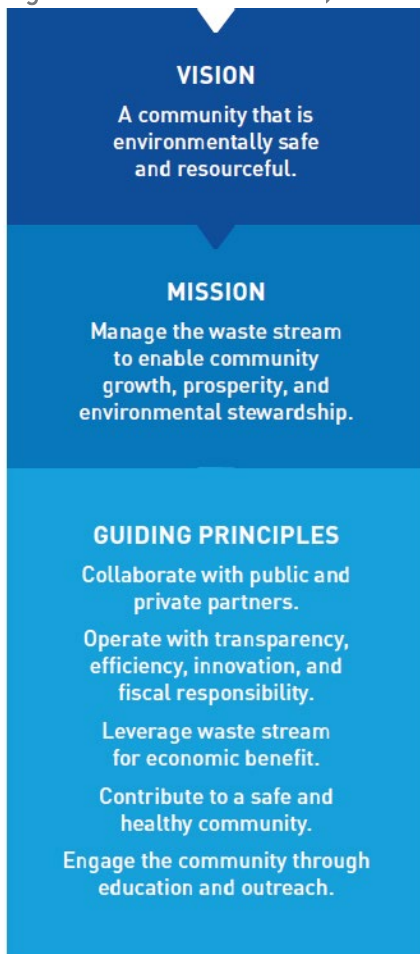 VISION
A community that is
environmentally safe
and resourceful.
MISSION
Manage the waste stream
to enable community
growth, prosperity, and
environmental stewardship.
GUIDING PRINCIPLES
Collaborate with public and
private partners.
Operate with transparency,
efficiency, innovation, and
fiscal responsibility.
Leverage waste stream
for economic benefit.
Contribute to a safe and
healthy community.
Engage the community through
education and outreach.